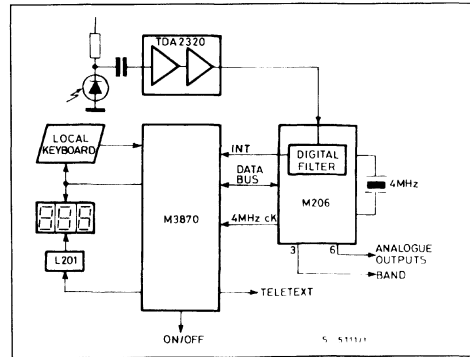 TDA2320
LOCAL
KEYBOARD
INT
DATA
BUS
DIGITAL
FILTER
4MHz
M3870
M206
4MHz cK
3
6
ANALOGUE
OUTPUTS
BAND
L201
TELETEXT
ON/OFF